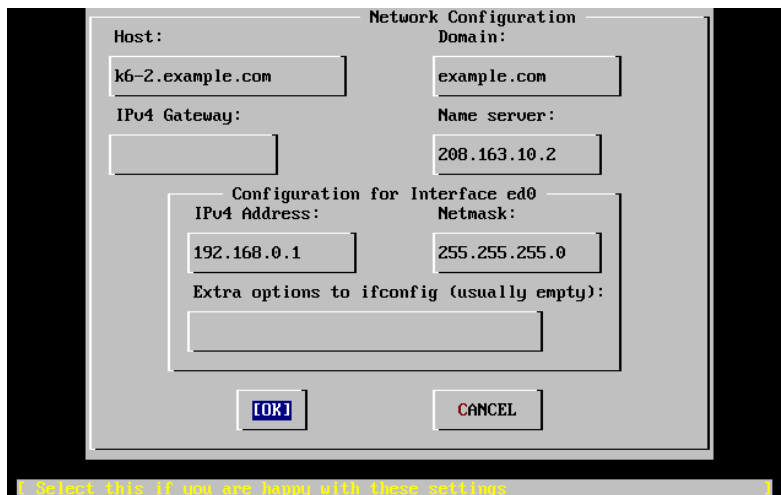 Network Configuration
Host: Domain:
k6-2.example.com example.com
IPv4 Gateway: Name server:
208.163.10.2
Configuration for Interface ed0
IPv4 Address: Netmask:
192.168.0.1 255.255.255.0
Extra options to ifconfig (usually empty):
[OK] CANCEL
[ Select this if you are happy with these settings ]